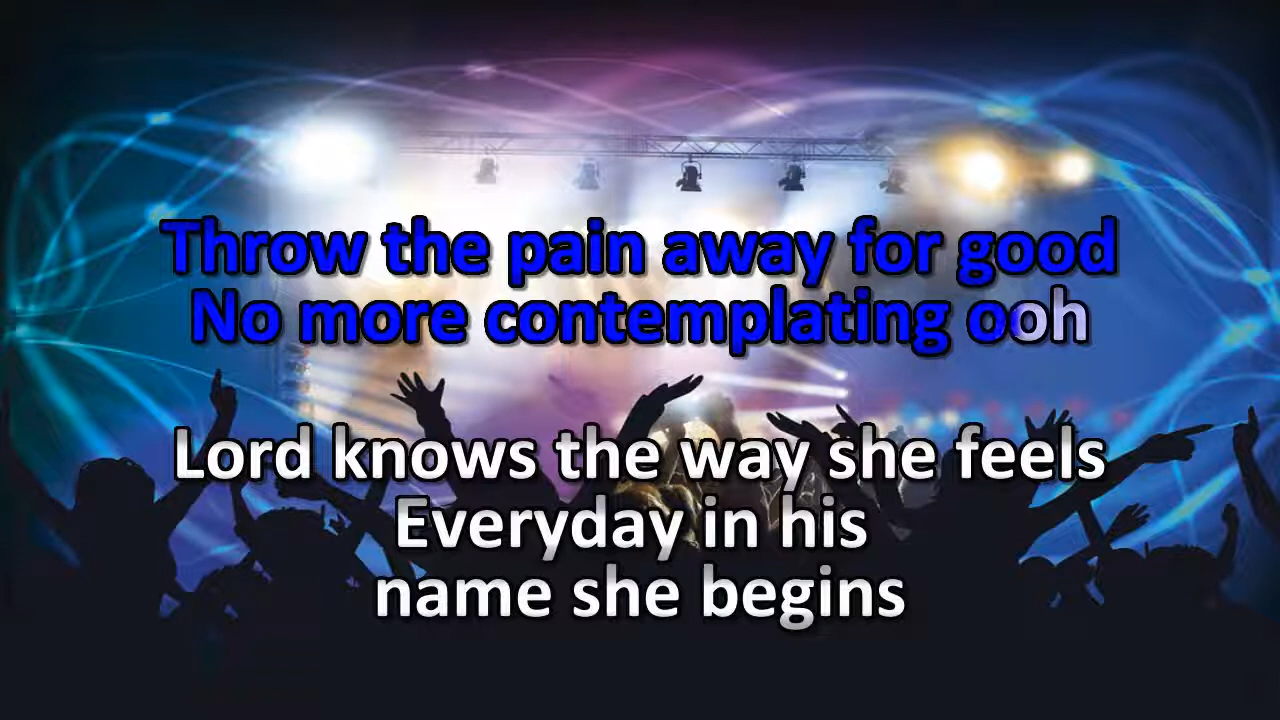 Throw the pain away for good
No more contemplating ooh
Lord knows the way she feels
Everyday in his
name she begins